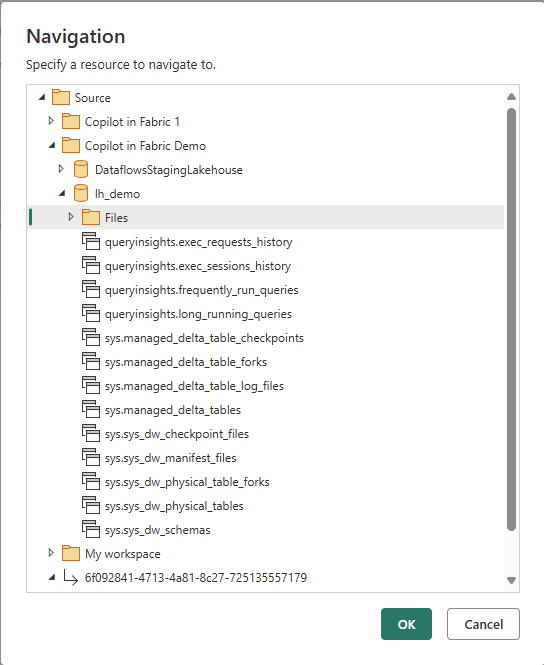 Navigation
Specify a resource to navigate to.
Source
Copilot in Fabric 1
Copilot in Fabric Demo
DataflowsStagingLakehouse
lh_demo
Files
queryinsights.exec_requests_history
queryinsights.exec_sessions_history
queryinsights.frequently_run_queries
queryinsights.long_running_queries
sys.managed_delta_table_checkpoints
sys.managed_delta_table_forks
sys.managed_delta_table_log_files
sys.managed_delta_tables
sys.sys_dw_checkpoint_files
sys.sys_dw_manifest_files
sys.sys_dw_physical_table_forks
sys.sys_dw_physical_tables
sys.sys_dw_schemas
My workspace
6f092841-4713-4a81-8c27-725135557179
OK Cancel